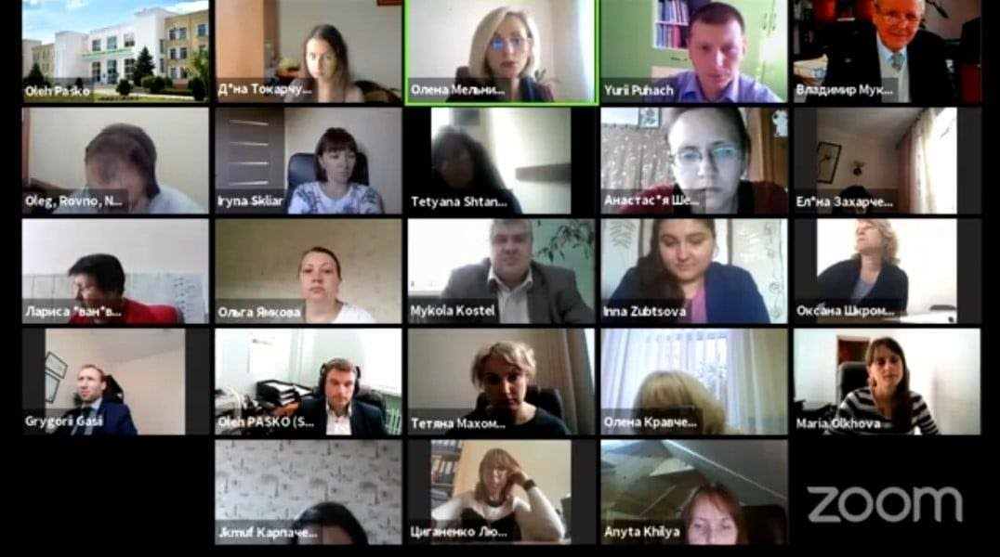 Oleh Pasko
Д*на Токарчу...
Олена Мельни...
Yurii Puhach
Владимир Мук...
Oleg, Rovno, N...
Iryna Skliar
Tetyana Shtan...
Анастас*я Ше...
Ел*на Захарче...
Лариса *ван*в...
Ольга Ямкова
Mykola Kostel
Inna Zubtsova
Оксана Шкром...
Grygorii Gasii
Oleh PASKO (S...
Тетяна Махом...
Олена Кравче...
Maria Olkhova
Jkmuf Карпаче...
Циганенко Лю...
Anyta Khilya
zoom